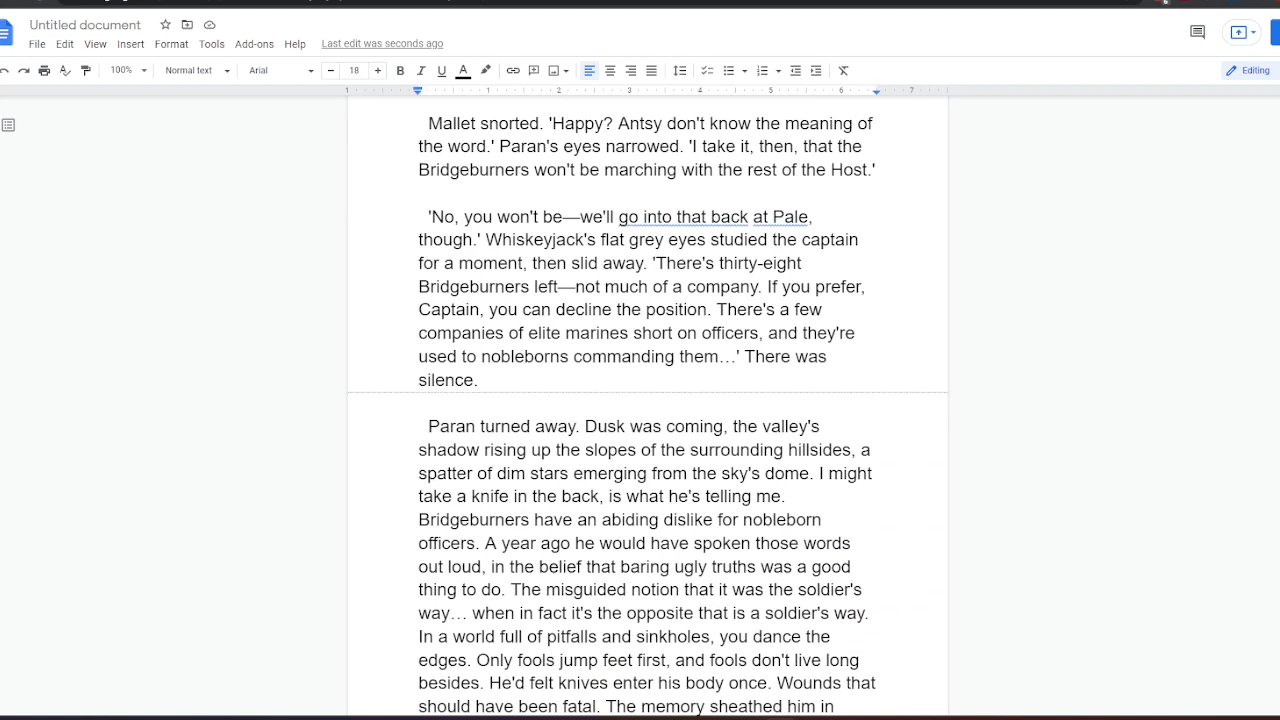 Untitled document
File Edit View Insert Format Tools Add-ons Help Last edit was seconds ago
100% Normal text Arial 18 B I U A Editing
1 1 2 3 4 5 6 7
Mallet snorted. 'Happy? Antsy don't know the meaning of
the word.' Paran's eyes narrowed. 'I take it, then, that the
Bridgeburners won't be marching with the rest of the Host.'
'No, you won't be—we'll go into that back at Pale,
though.' Whiskeyjack's flat grey eyes studied the captain
for a moment, then slid away. 'There's thirty-eight
Bridgeburners left—not much of a company. If you prefer,
Captain, you can decline the position. There's a few
companies of elite marines short on officers, and they're
used to nobleborns commanding them…' There was
silence.
Paran turned away. Dusk was coming, the valley's
shadow rising up the slopes of the surrounding hillsides, a
spatter of dim stars emerging from the sky's dome. I might
take a knife in the back, is what he's telling me.
Bridgeburners have an abiding dislike for nobleborn
officers. A year ago he would have spoken those words
out loud, in the belief that baring ugly truths was a good
thing to do. The misguided notion that it was the soldier's
way… when in fact it's the opposite that is a soldier's way.
In a world full of pitfalls and sinkholes, you dance the
edges. Only fools jump feet first, and fools don't live long
besides. He'd felt knives enter his body once. Wounds that
should have been fatal. The memory sheathed him in